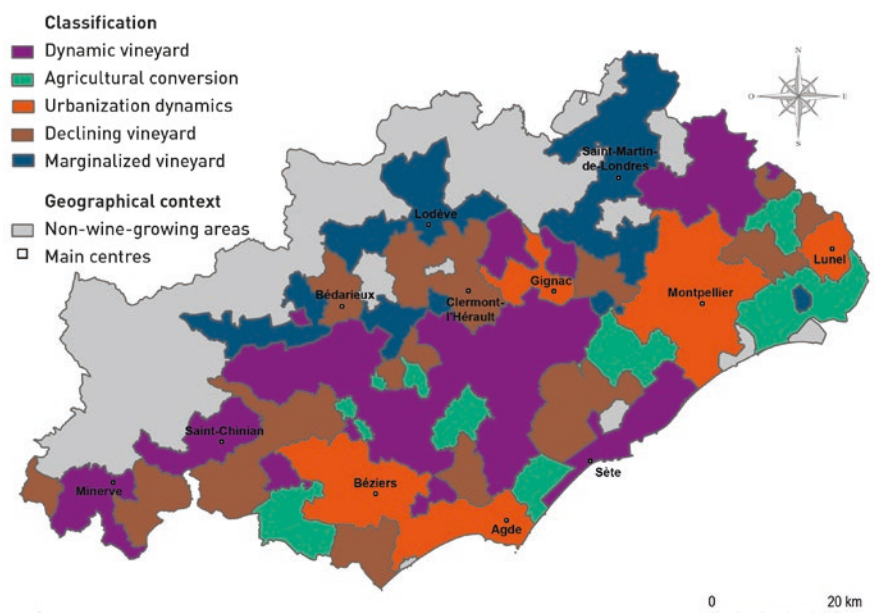 Classification
Dynamic vineyard
Agricultural conversion
Urbanization dynamics
Declining vineyard
Marginalized vineyard
Geographical context
Non-wine-growing areas
Main centres
N
O
E
S
Saint-Martin-
de-Londres
Lodève
Lunel
Gignac
Bédarieux
Clermont-
l'Hérault
Montpellier
Saint-Chinian
Sète
Minerve
Béziers
Agde
0 20 km